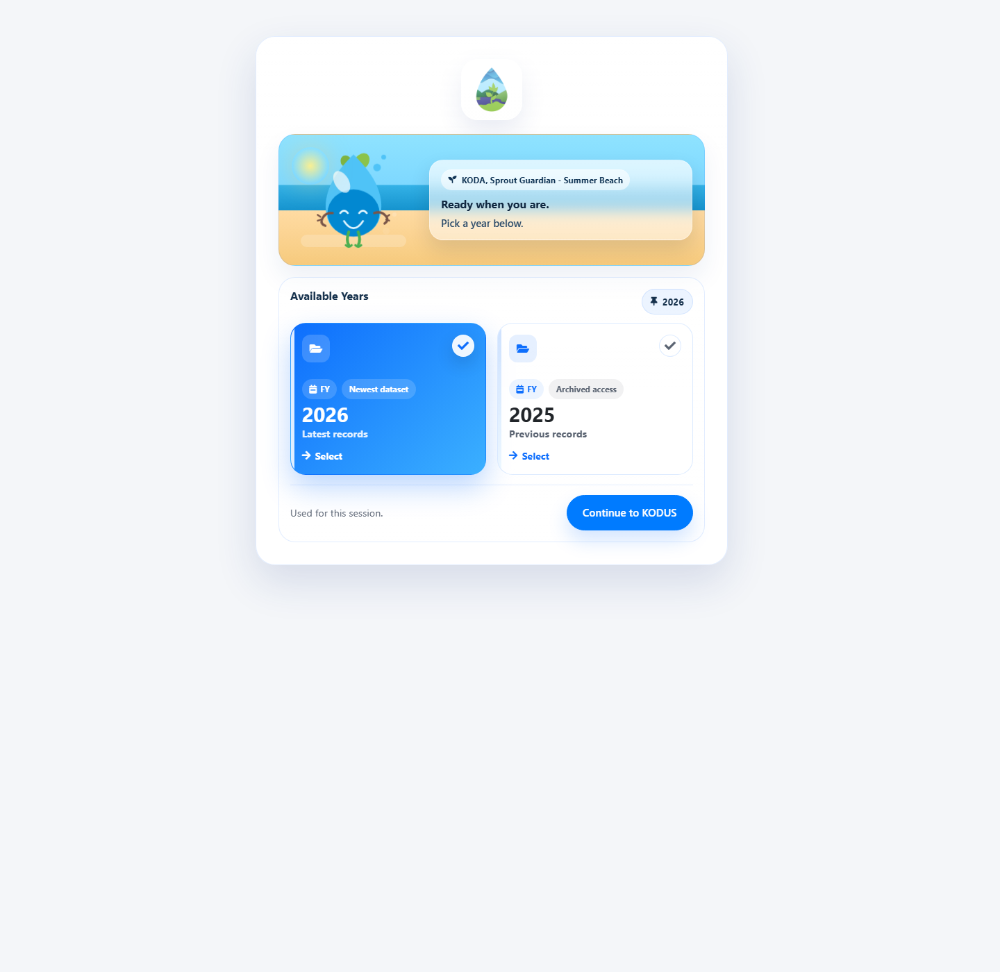 KODA, Sprout Guardian - Summer Beach
Ready when you are.
Pick a year below.
Available Years
2026
FY
Newest dataset
2026
Latest records
Select
FY
Archived access
2025
Previous records
Select
Used for this session.
Continue to KODUS